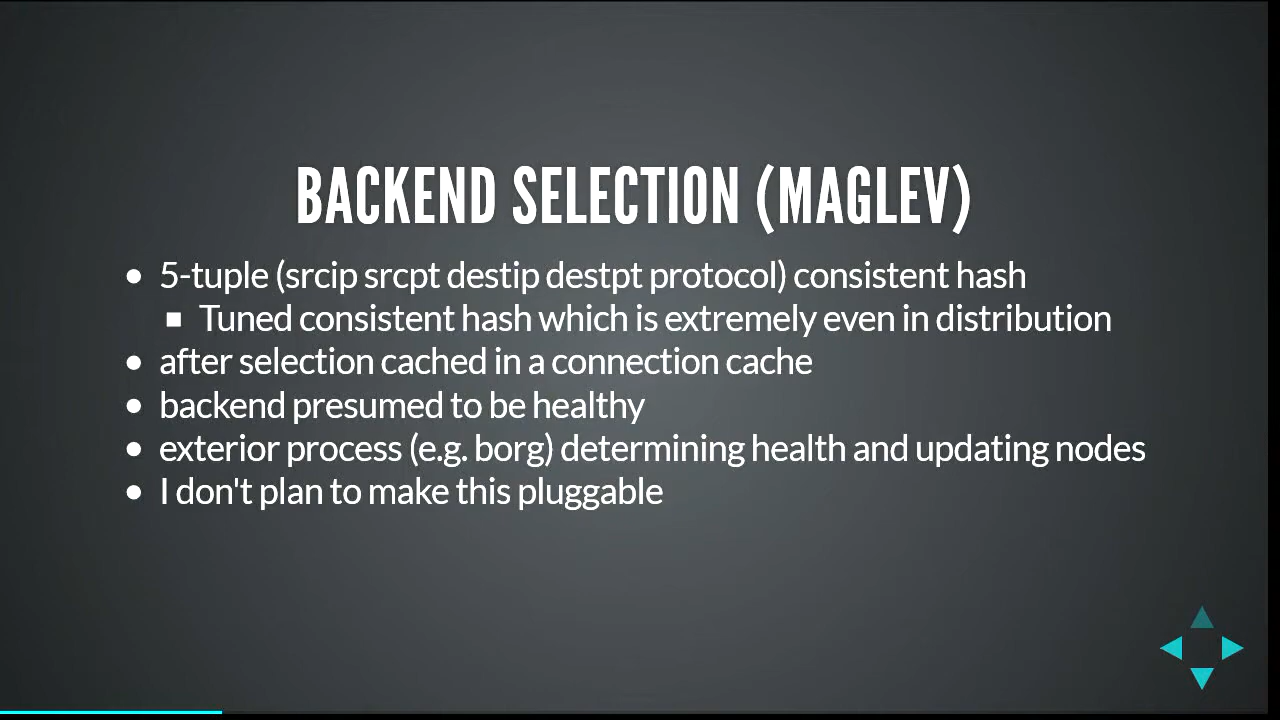 BACKEND SELECTION (MAGLEV)
5-tuple (srcip srcpt destip destpt protocol) consistent hash
Tuned consistent hash which is extremely even in distribution
after selection cached in a connection cache
backend presumed to be healthy
exterior process (e.g. borg) determining health and updating nodes
I don't plan to make this pluggable